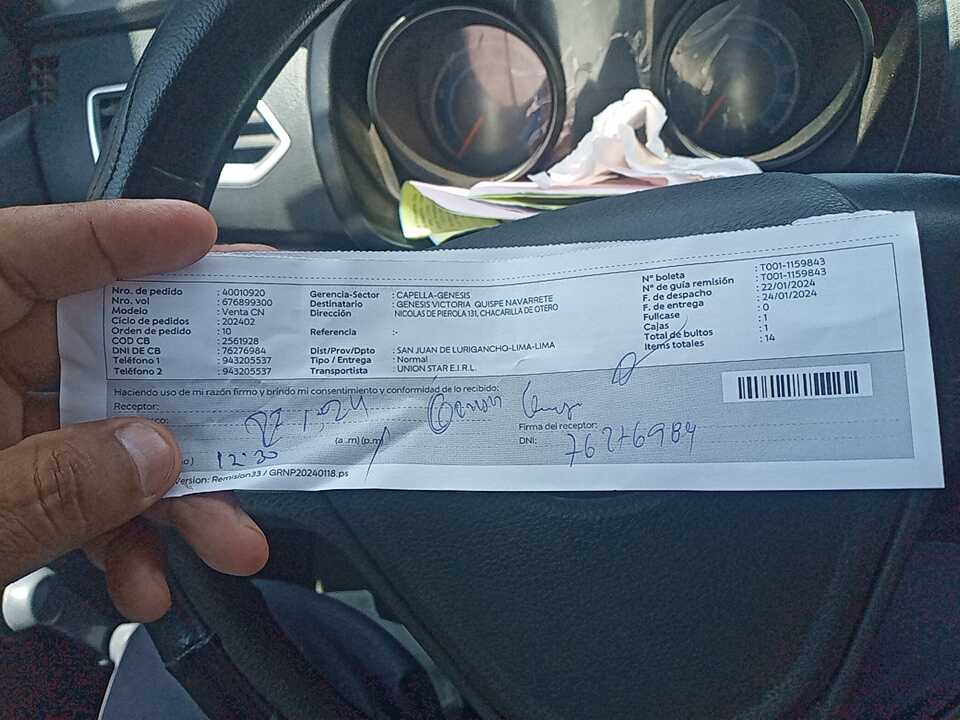 Nro. de pedido : 40010920
Nro. vol : 676899300
Modelo : Venta CN
Ciclo de pedidos : 202402
Orden de pedido : 10
COD CB : 2561928
DNI DE CB : 76276984
Teléfono 1 : 943205537
Teléfono 2 : 943205537
Gerencia-Sector : CAPELLA-GENESIS
Destinatario : GENESIS VICTORIA QUISPE NAVARRETE
Dirección NICOLAS DE PIEROLA 131, CHACARILLA DE OTERO
Referencia :-
Dist/Prov/Dpto : SAN JUAN DE LURIGANCHO-LIMA-LIMA
Tipo / Entrega : Normal
Transportista : UNION STAR E.I.R.L.
N° boleta : T001-1159843
N° de guía remisión : T001-1159843
F. de despacho : 22/01/2024
F. de entrega : 24/01/2024
Fullcase : 0
Cajas : 1
Total de bultos : 1
Items totales : 14
Haciendo uso de mi razón firmo y brindo mi consentimiento y conformidad de lo recibido:
Receptor:
(a.m) (p.m)
12:30
Firma del receptor:
DNI: 76276984
Version: Remision33 / GRNP20240118.ps